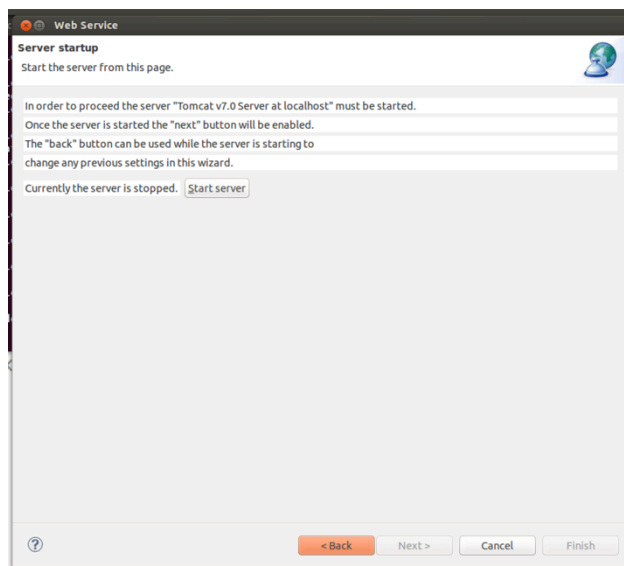 Web Service
Server startup
Start the server from this page.
In order to proceed the server "Tomcat v7.0 Server at localhost" must be started.
Once the server is started the "next" button will be enabled.
The "back" button can be used while the server is starting to
change any previous settings in this wizard.
Currently the server is stopped. Start server
?
< Back Next > Cancel Finish